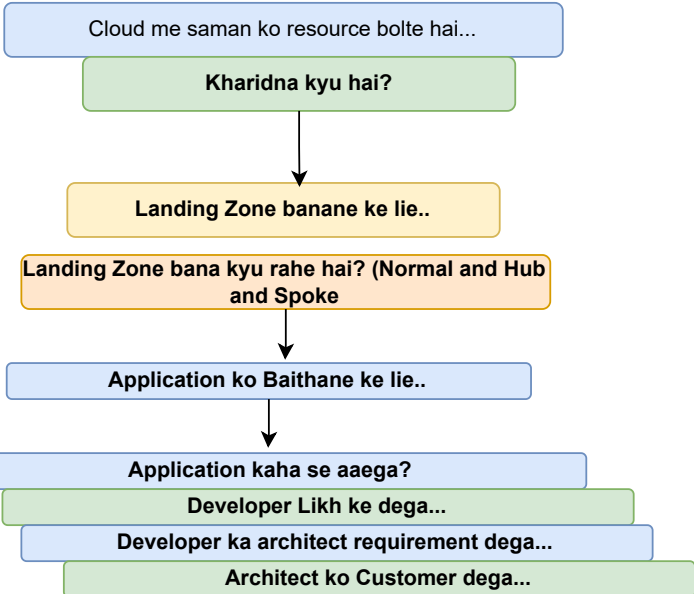 Cloud me saman ko resource bolte hai...
Kharidna kyu hai?
Landing Zone banane ke lie..
Landing Zone bana kyu rahe hai? (Normal and Hub
and Spoke
Application ko Baithane ke lie..
Application kaha se aaega?
Developer Likh ke dega...
Developer ka architect requirement dega...
Architect ko Customer dega...